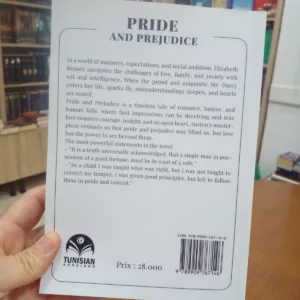 PRIDE
AND PREJUDICE
In a world of manners, expectations, and social ambition, Elizabeth
Bennet navigates the challenges of love, family, and society with
wit and intelligence. When the proud and enigmatic Mr. Darcy
enters her life, sparks fly, misunderstandings deepen, and hearts
are tested.
Pride and Prejudice is a timeless tale of romance, humor, and
human folly, where first impressions can be deceiving and true
love requires courage, insight, and an open heart. Austen's master-
piece reminds us that pride and prejudice may blind us, but love
has the power to see beyond them.
The most powerful statements in the novel
- "It is a truth universally acknowledged, that a single man in pos-
session of a good fortune, must be in want of a wife."
- "As a child I was taught what was right, but I was not taught to
correct my temper. I was given good principles, but left to follow
them in pride and conceit."
TUNISIAN
Prix : 28.000